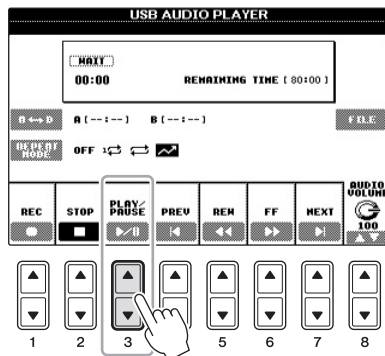 USB AUDIO PLAYER
WAIT
00:00 REMAINING TIME [80:00]
A [--:--] B [--:--] FILE
REPEAT MODE OFF
AUDIO VOLUME
REC STOP PLAY/PAUSE PREV REW FF NEXT
100
1 2 3 5 6 7 8